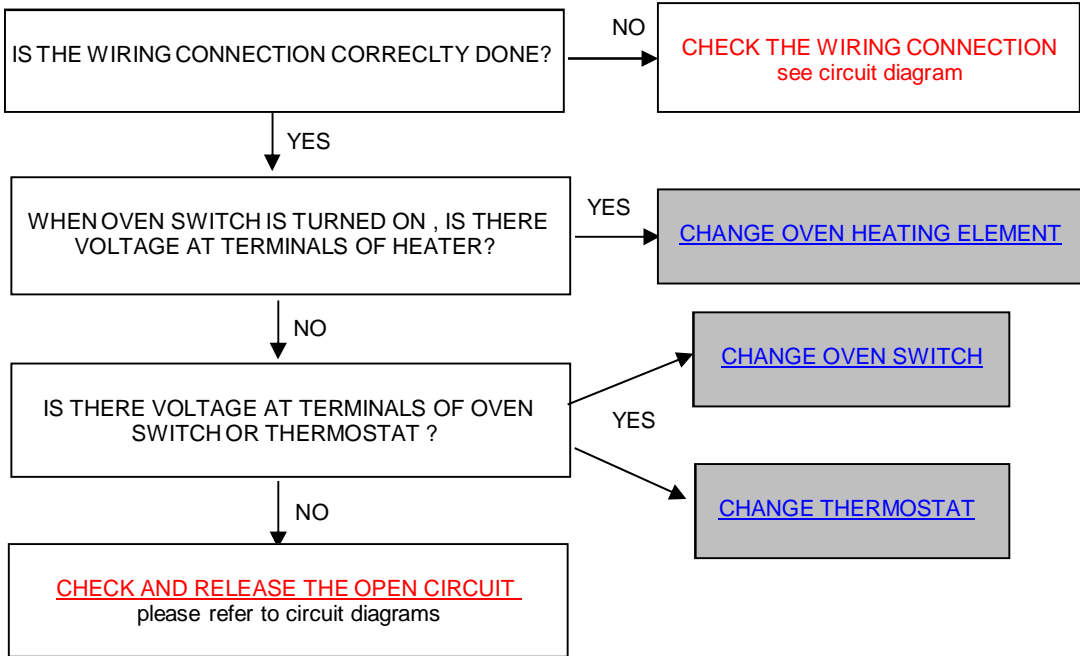 IS THE WIRING CONNECTION CORRECLTY DONE?
NO
CHECK THE WIRING CONNECTION
see circuit diagram
YES
WHEN OVEN SWITCH IS TURNED ON , IS THERE
VOLTAGE AT TERMINALS OF HEATER?
YES
CHANGE OVEN HEATING ELEMENT
NO
CHANGE OVEN SWITCH
IS THERE VOLTAGE AT TERMINALS OF OVEN
SWITCH OR THERMOSTAT ?
YES
CHANGE THERMOSTAT
NO
CHECK AND RELEASE THE OPEN CIRCUIT
please refer to circuit diagrams